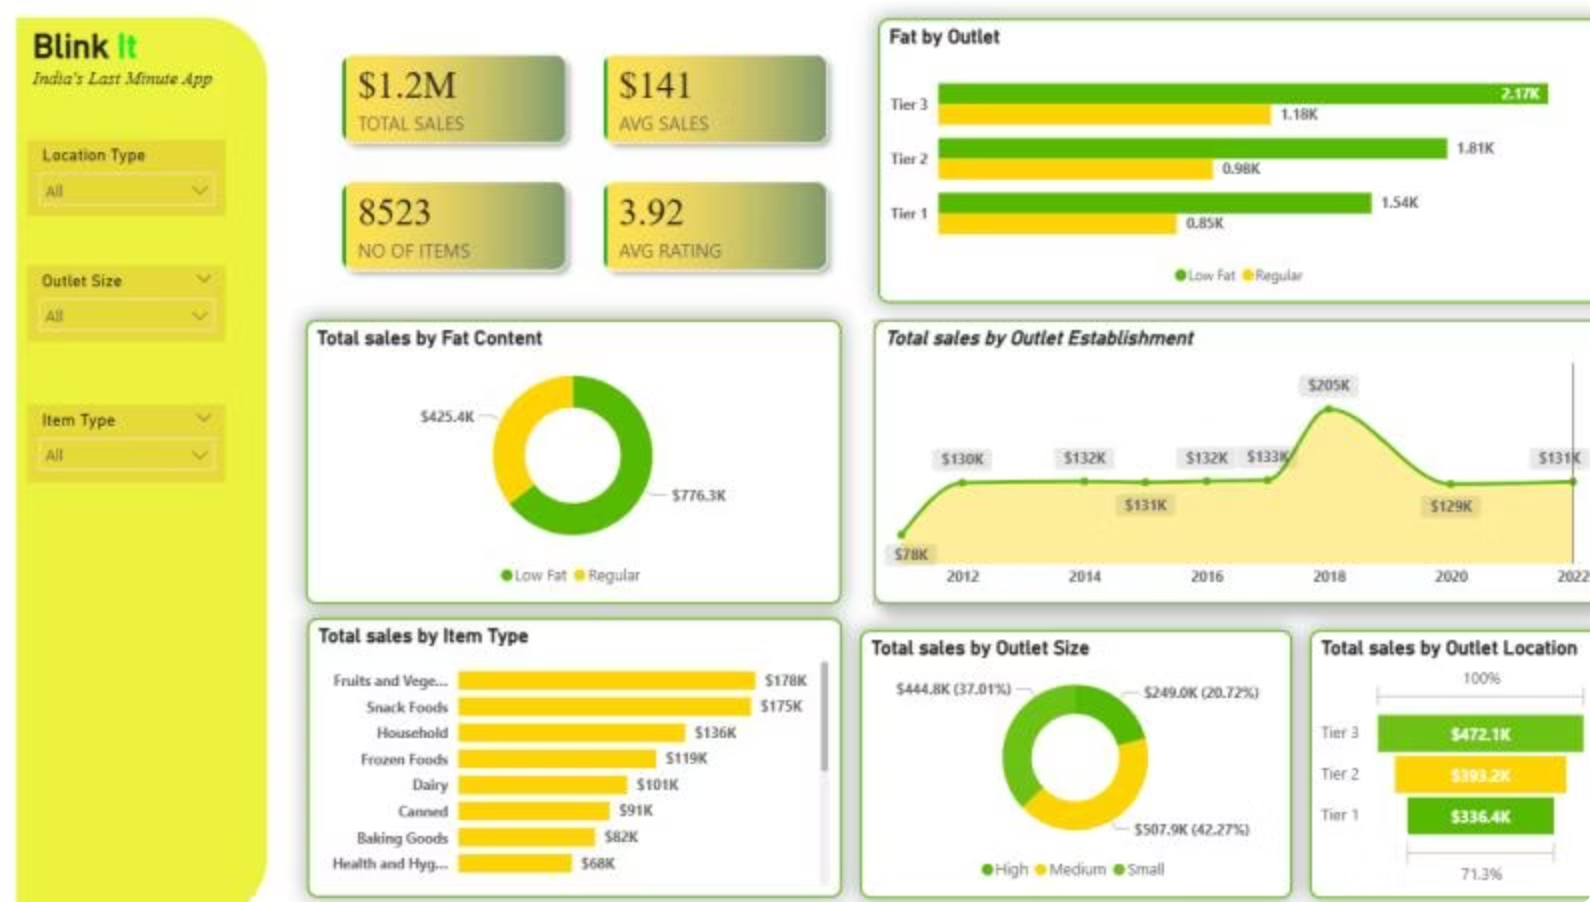 Blink It
India's Last Minute App
Location Type
All
Outlet Size
All
Item Type
All
$1.2M
TOTAL SALES
$141
AVG SALES
8523
NO OF ITEMS
3.92
AVG RATING
Fat by Outlet
Tier 3
2.17K
1.18K
Tier 2
1.81K
0.98K
Tier 1
1.54K
0.85K
Low Fat Regular
Total sales by Fat Content
$425.4K
$776.3K
Low Fat Regular
Total sales by Outlet Establishment
$205K
$130K $132K $132K $133K $131K
$131K $129K
$78K
2012 2014 2016 2018 2020 2022
Total sales by Item Type
Fruits and Vege... $178K
Snack Foods $175K
Household $136K
Frozen Foods $119K
Dairy $101K
Canned $91K
Baking Goods $82K
Health and Hyg... $68K
Total sales by Outlet Size
$444.8K (37.01%) $249.0K (20.72%)
$507.9K (42.27%)
High Medium Small
Total sales by Outlet Location
100%
Tier 3 $472.1K
Tier 2 $393.2K
Tier 1 $336.4K
71.3%